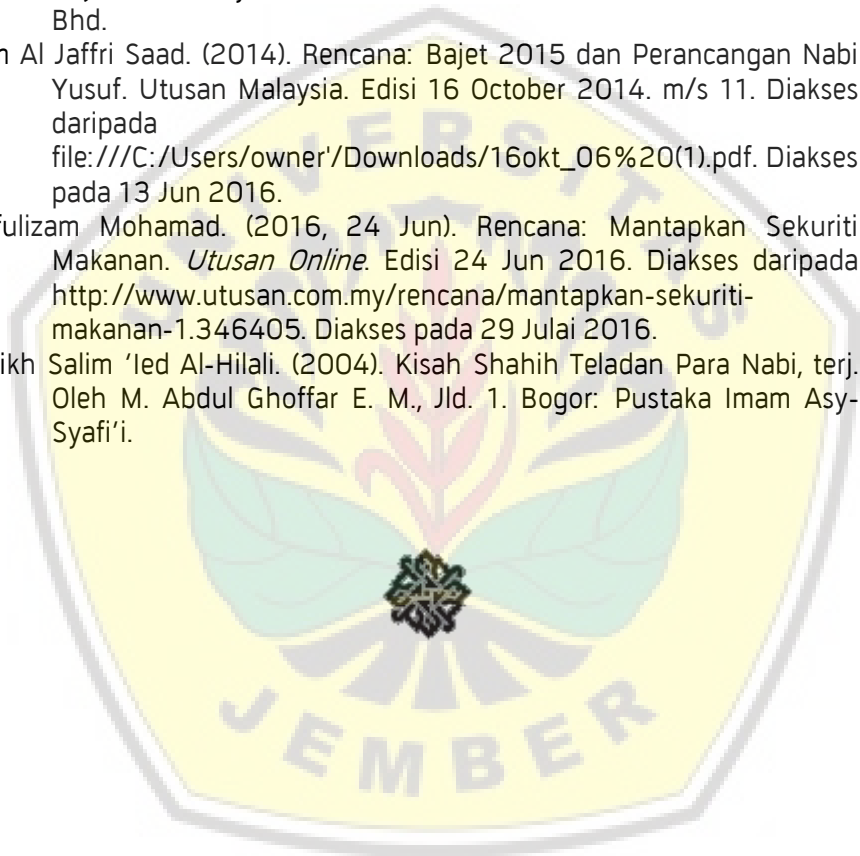 Bhd.
Al Jaffri Saad. (2014). Rencana: Bajet 2015 dan Perancangan Nabi
Yusuf. Utusan Malaysia. Edisi 16 October 2014. m/s 11. Diakses
daripada
file:///C:/Users/owner'/Downloads/16okt_06%20(1).pdf. Diakses
pada 13 Jun 2016.
fulizam Mohamad. (2016, 24 Jun). Rencana: Mantapkan Sekuriti
Makanan. Utusan Online. Edisi 24 Jun 2016. Diakses daripada
http://www.utusan.com.my/rencana/mantapkan-sekuriti-
makanan-1.346405. Diakses pada 29 Julai 2016.
ikh Salim ‘Ied Al-Hilali. (2004). Kisah Shahih Teladan Para Nabi, terj.
Oleh M. Abdul Ghoffar E. M., Jld. 1. Bogor: Pustaka Imam Asy-
Syafi’i.
UNIVERSITAS
JEMBER